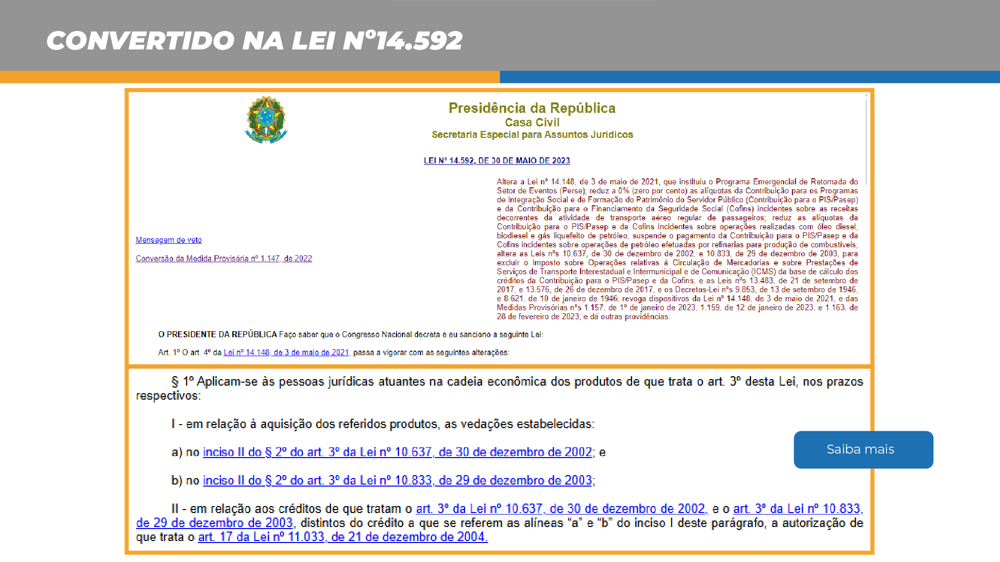 CONVERTIDO NA LEI Nº14.592
Presidência da República
Casa Civil
Secretaria Especial para Assuntos Jurídicos
LEI Nº 14.592, DE 30 DE MAIO DE 2023
Altera a Lei nº 14.148, de 3 de maio de 2021, que instituiu o Programa Emergencial de Retomada do
Setor de Eventos (Perse); reduz a 0% (zero por cento) as alíquotas da Contribuição para os Programas
de Integração Social e de Formação do Patrimônio do Servidor Público (Contribuição para o PIS/Pasep)
e da Contribuição para o Financiamento da Seguridade Social (Cofins) incidentes sobre as receitas
decorrentes da atividade de transporte aéreo regular de passageiros; reduz as alíquotas da
Contribuição para o PIS/Pasep e da Cofins incidentes sobre operações realizadas com óleo diesel,
biodiesel e gás liquefeito de petróleo; suspende o pagamento da Contribuição para o PIS/Pasep e da
Cofins incidentes sobre operações de petróleo efetuadas por refinarias para produção de combustíveis;
altera as Leis nºs 10.637, de 30 de dezembro de 2002, e 10.833, de 29 de dezembro de 2003, para
excluir o Imposto sobre Operações relativas à Circulação de Mercadorias e sobre Prestações de
Serviços de Transporte Interestadual e Intermunicipal e de Comunicação (ICMS) da base de cálculo dos
créditos da Contribuição para o PIS/Pasep e da Cofins; e as Leis nºs 13.483, de 21 de setembro de
2017, e 13.576, de 26 de dezembro de 2017, e os Decretos-Lei nºs 9.853, de 13 de setembro de 1946,
e 8.621, de 10 de janeiro de 1946; revoga dispositivos da Lei nº 14.148, de 3 de maio de 2021, e das
Medidas Provisórias nºs 1.157, de 1º de janeiro de 2023, 1.159, de 12 de janeiro de 2023, e 1.163, de
28 de fevereiro de 2023; e dá outras providências.
Mensagem de veto
Conversão da Medida Provisória nº 1.147, de 2022
O PRESIDENTE DA REPÚBLICA Faço saber que o Congresso Nacional decreta e eu sanciono a seguinte Lei:
Art. 1º O art. 4º da Lei nº 14.148, de 3 de maio de 2021, passa a vigorar com as seguintes alterações:
§ 1º Aplicam-se às pessoas jurídicas atuantes na cadeia econômica dos produtos de que trata o art. 3º desta Lei, nos prazos
respectivos:
I - em relação à aquisição dos referidos produtos, as vedações estabelecidas:
a) no inciso II do § 2º do art. 3º da Lei nº 10.637, de 30 de dezembro de 2002; e
b) no inciso II do § 2º do art. 3º da Lei nº 10.833, de 29 de dezembro de 2003;
II - em relação aos créditos de que tratam o art. 3º da Lei nº 10.637, de 30 de dezembro de 2002, e o art. 3º da Lei nº 10.833,
de 29 de dezembro de 2003, distintos do crédito a que se referem as alíneas “a” e “b” do inciso I deste parágrafo, a autorização de
que trata o art. 17 da Lei nº 11.033, de 21 de dezembro de 2004.
Saiba mais